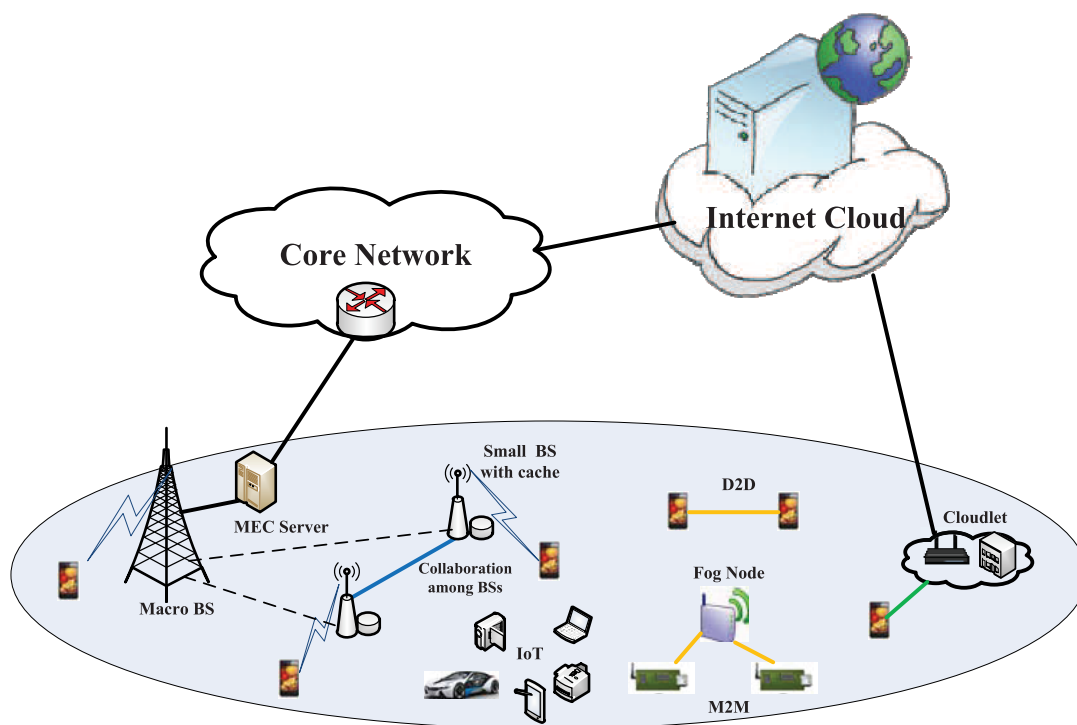 Internet Cloud
Core Network
Small BS
with cache
D2D
MEC Server
Cloudlet
Collaboration
among BSs
Fog Node
Macro BS
IoT
M2M